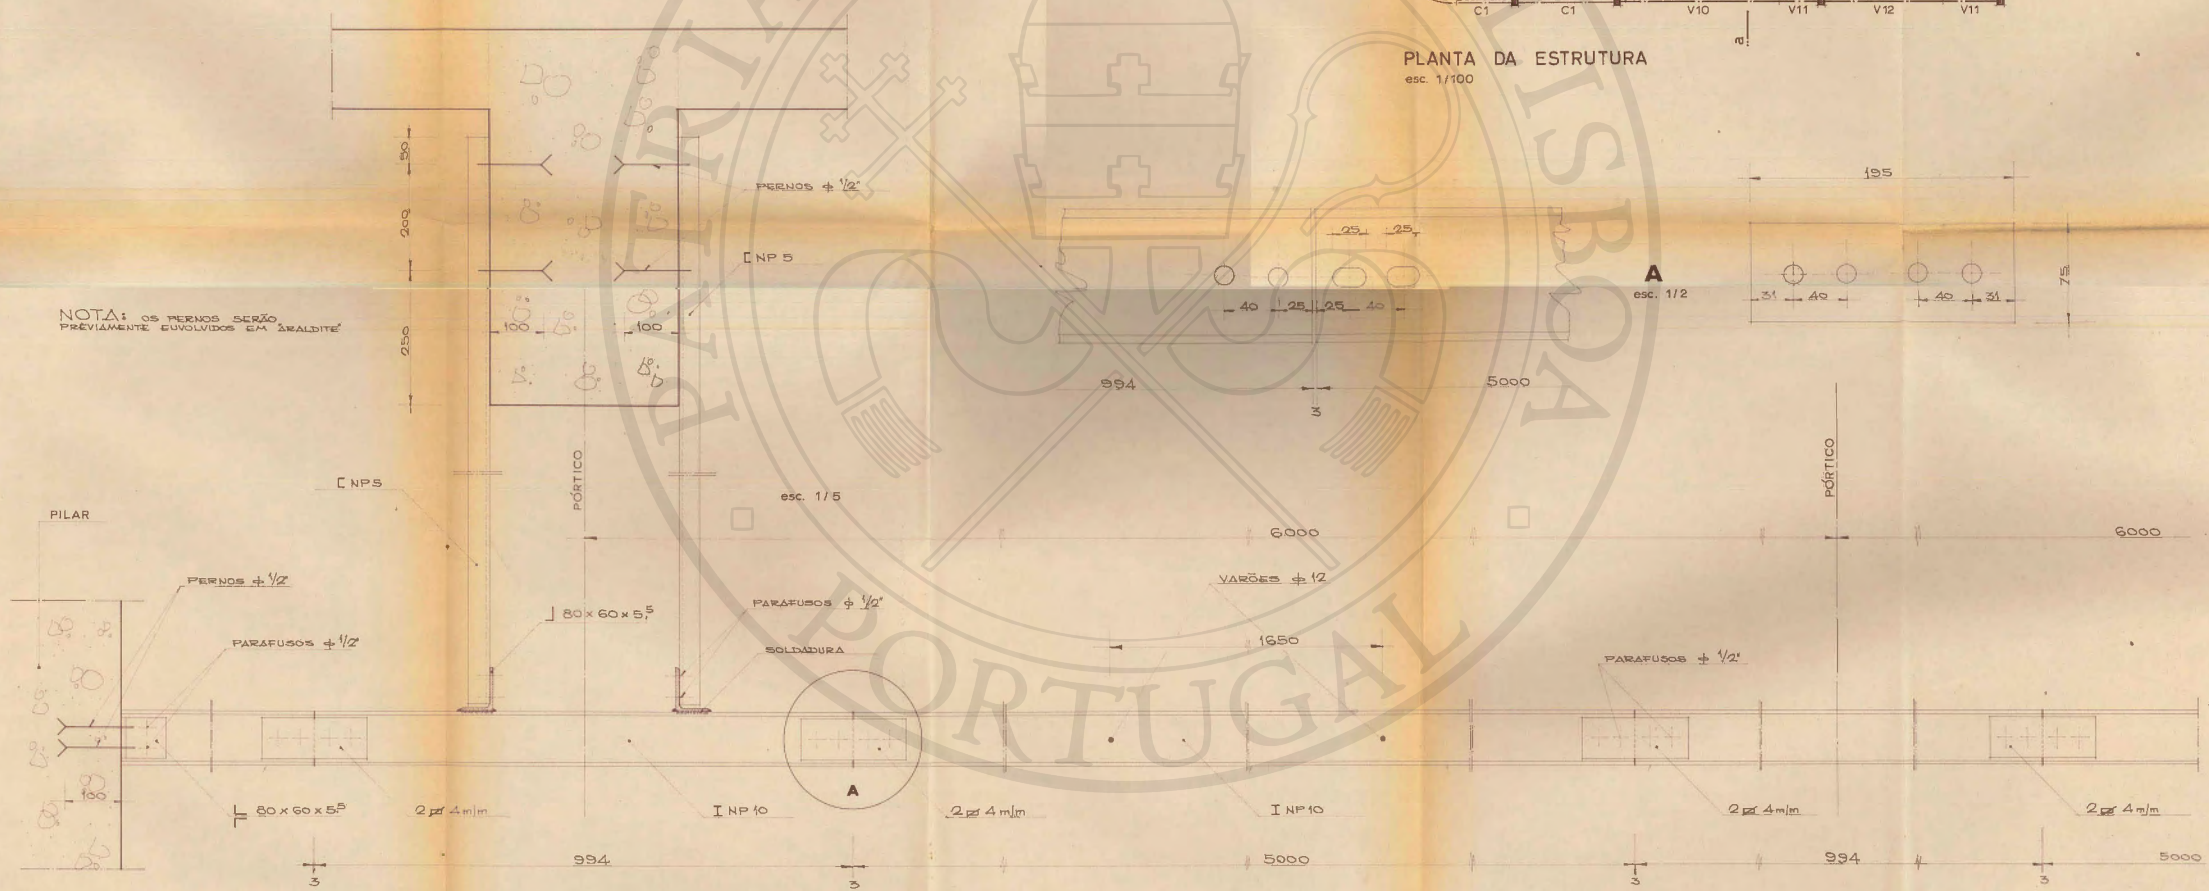 C1 C1 V10 V11 V12 V11
a
PLANTA DA ESTRUTURA
esc. 1/100
50
200
250
PERNOS ϕ 1/2"
[ NP 5
100 100
NOTA: OS PERNOS SERÃO
PRÉVIAMENTE EUVOLVIDOS EM "ARALDITE"
25 25
40 25 25 40
994 5000
3
A
esc. 1/2
195
31 40 40 31
75
[ NP5
PÓRTICO
esc. 1/5
PÓRTICO
PILAR
6000 6000
PERNOS ϕ 1/2"
80 x 60 x 5,5
PARAFUSOS ϕ 1/2"
VARÕES ϕ 12
PARAFUSOS ϕ 1/2"
SOLDADURA
1650
PARAFUSOS ϕ 1/2"
100
80 x 60 x 5,5
2 4 m/m
I NP 10
A
2 4 m/m
I NP 10
2 4 m/m
2 4 m/m
994 5000 994 5000
3 3 3 3
PATRIA LISBOA
PORTUGAL